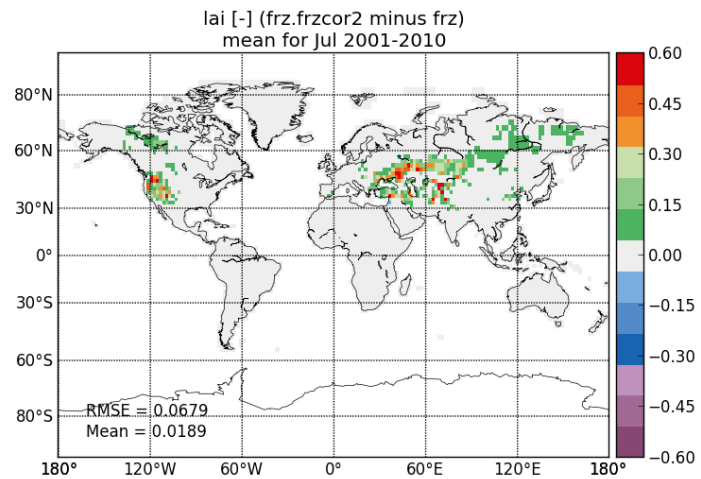 lai [-] (frz.frzcor2 minus frz)
mean for Jul 2001-2010
80°N
60°N
30°N
0°
30°S
60°S
80°S
RMSE = 0.0679
Mean = 0.0189
180°
120°W
60°W
0°
60°E
120°E
180°
0.60
0.45
0.30
0.15
0.00
−0.15
−0.30
−0.45
−0.60